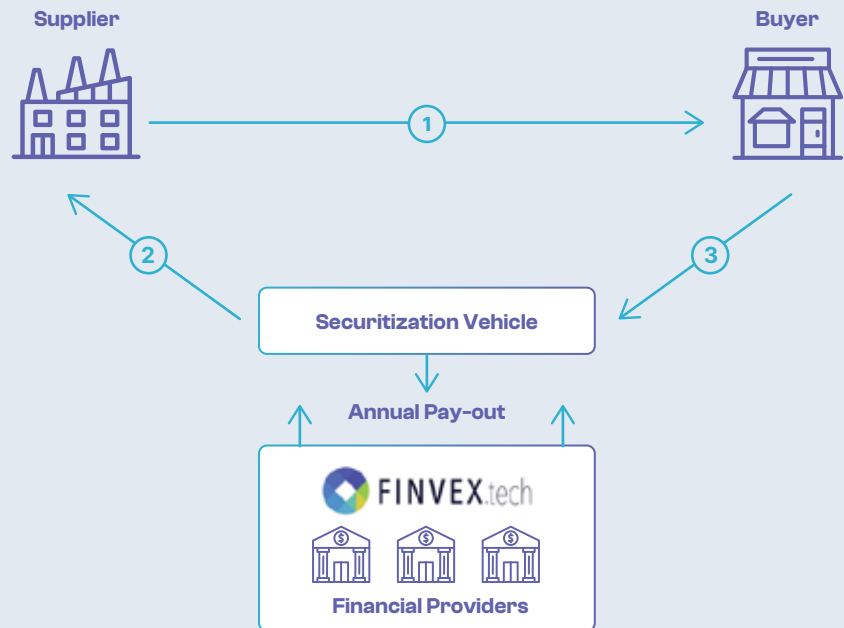 Supplier
Buyer
1
2
3
Securitization Vehicle
Annual Pay-out
FINVEX.tech
$ $ $
Financial Providers